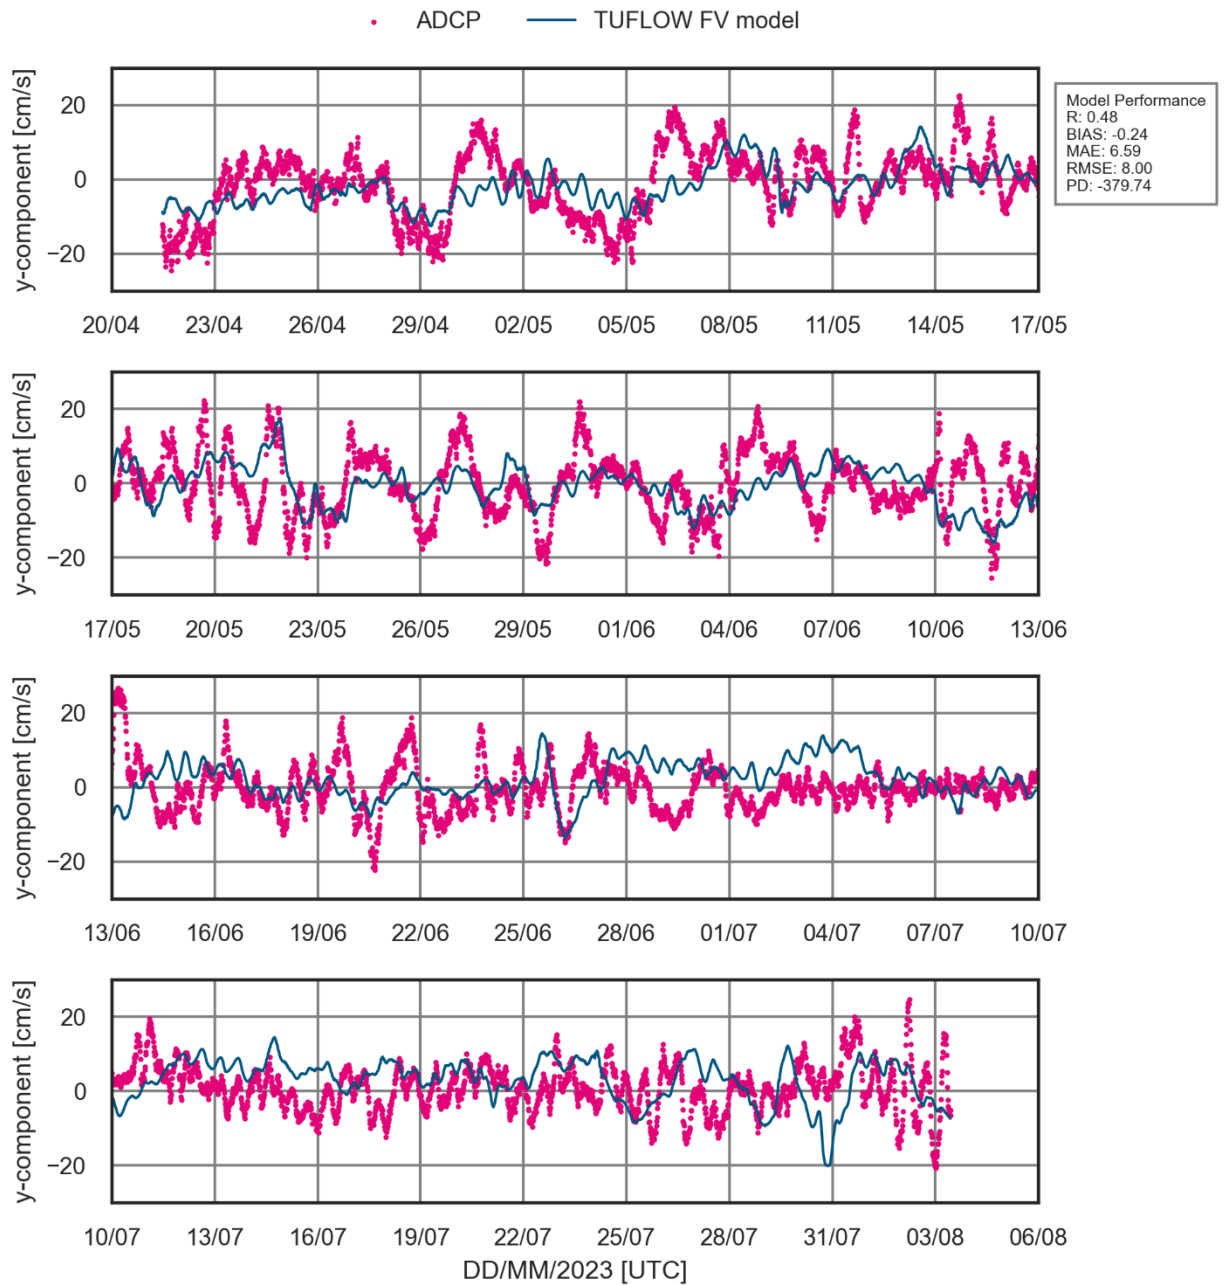 ADCP TUFLOW FV model
Model Performance
R: 0.48
BIAS: -0.24
MAE: 6.59
RMSE: 8.00
PD: -379.74
y-component [cm/s]
20
0
−20
20/04 23/04 26/04 29/04 02/05 05/05 08/05 11/05 14/05 17/05
y-component [cm/s]
20
0
−20
17/05 20/05 23/05 26/05 29/05 01/06 04/06 07/06 10/06 13/06
y-component [cm/s]
20
0
−20
13/06 16/06 19/06 22/06 25/06 28/06 01/07 04/07 07/07 10/07
y-component [cm/s]
20
0
−20
10/07 13/07 16/07 19/07 22/07 25/07 28/07 31/07 03/08 06/08
DD/MM/2023 [UTC]